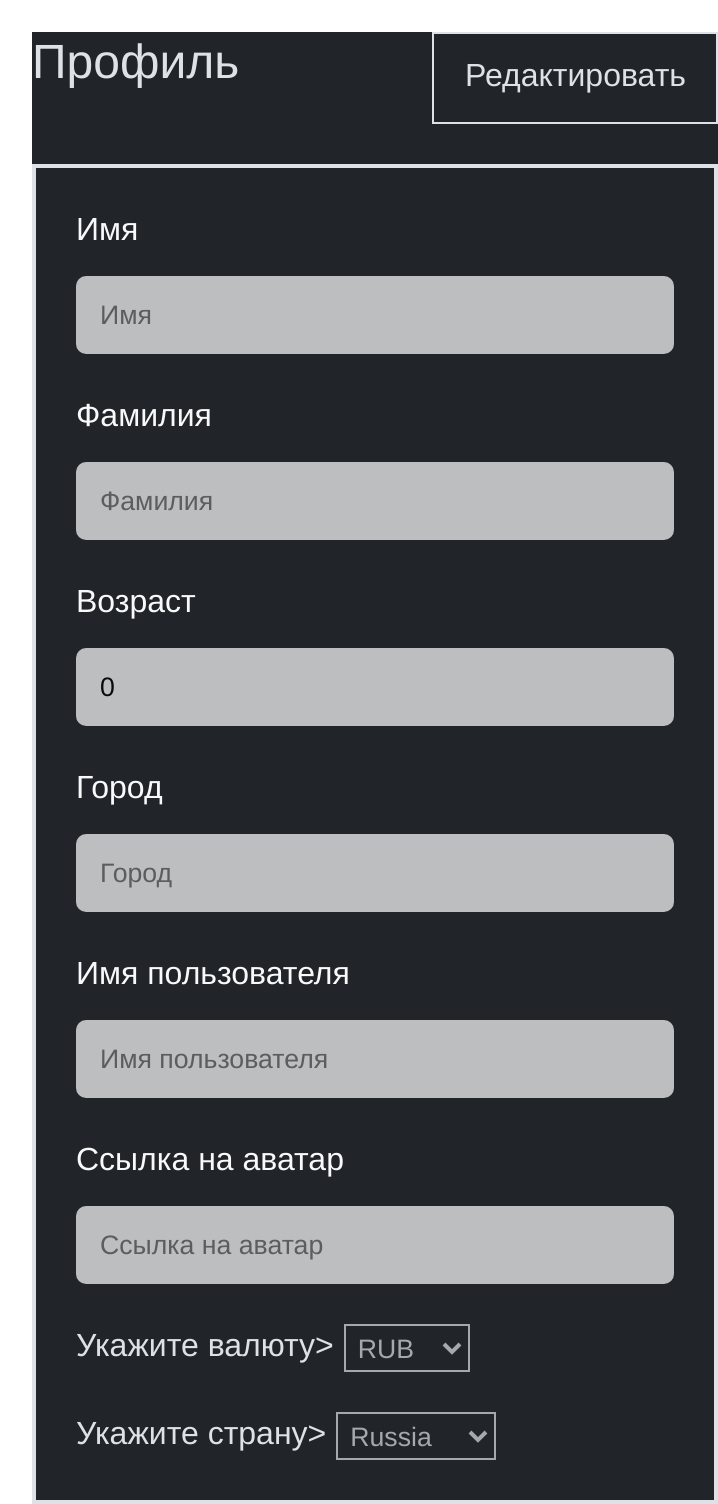 Профиль
Редактировать
Имя
Имя
Фамилия
Фамилия
Возраст
0
Город
Город
Имя пользователя
Имя пользователя
Ссылка на аватар
Ссылка на аватар
Укажите валюту> RUB
Укажите страну> Russia